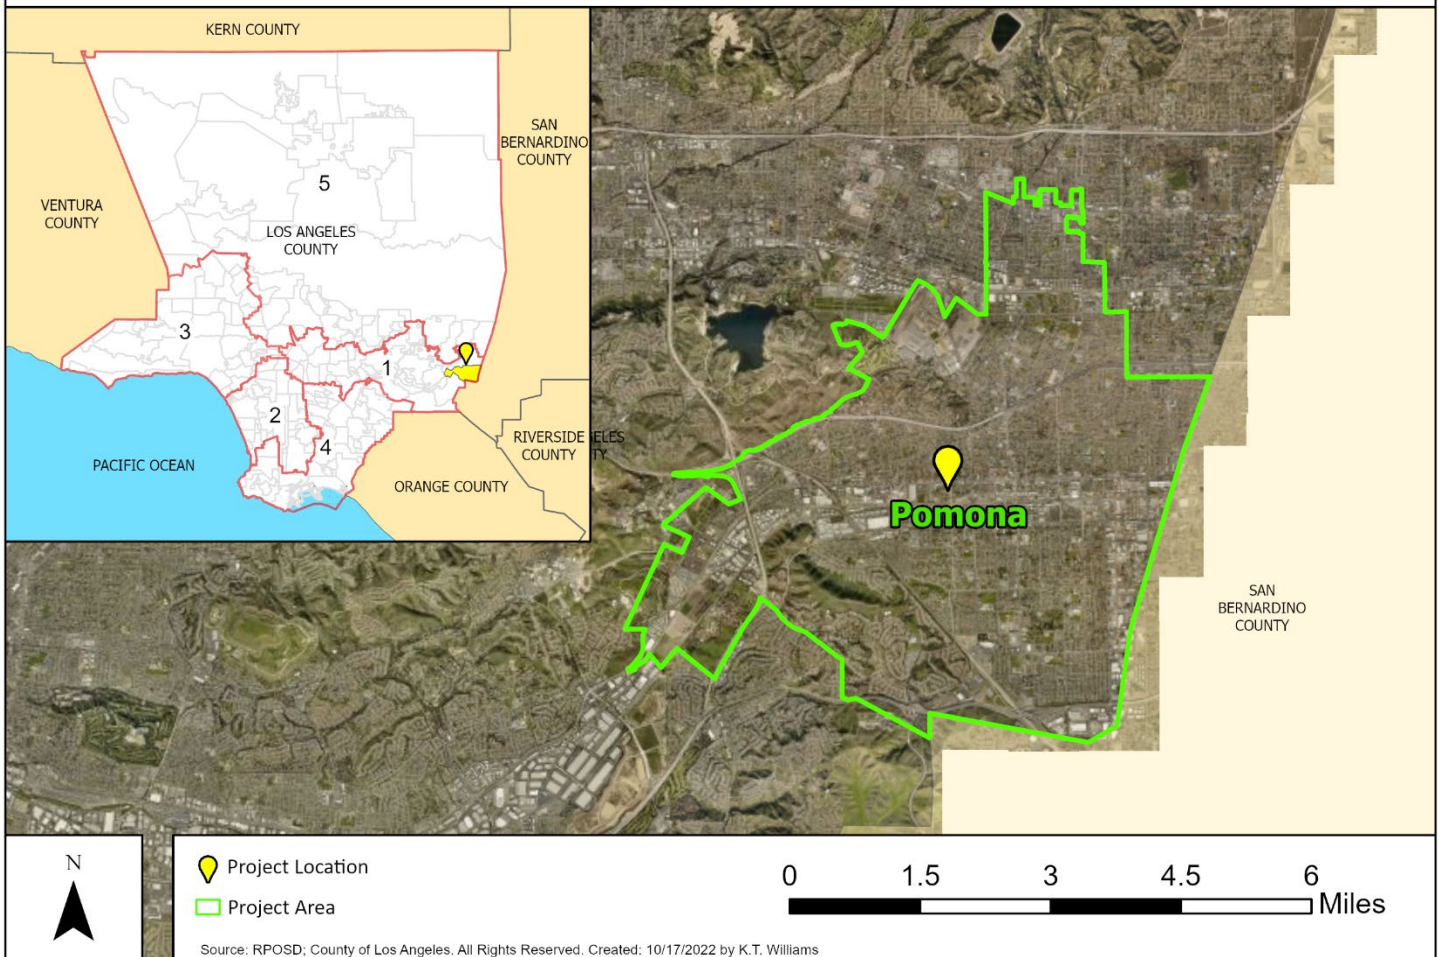 KERN COUNTY
SAN
BERNARDINO
COUNTY
5
VENTURA
COUNTY
LOS ANGELES
COUNTY
3
1
2
4
PACIFIC OCEAN
ORANGE COUNTY
RIVERSIDE
COUNTY
ELES
TY
Pomona
SAN
BERNARDINO
COUNTY
N
Project Location
Project Area
0 1.5 3 4.5 6
Miles
Source: RPOSD; County of Los Angeles. All Rights Reserved. Created: 10/17/2022 by K.T. Williams